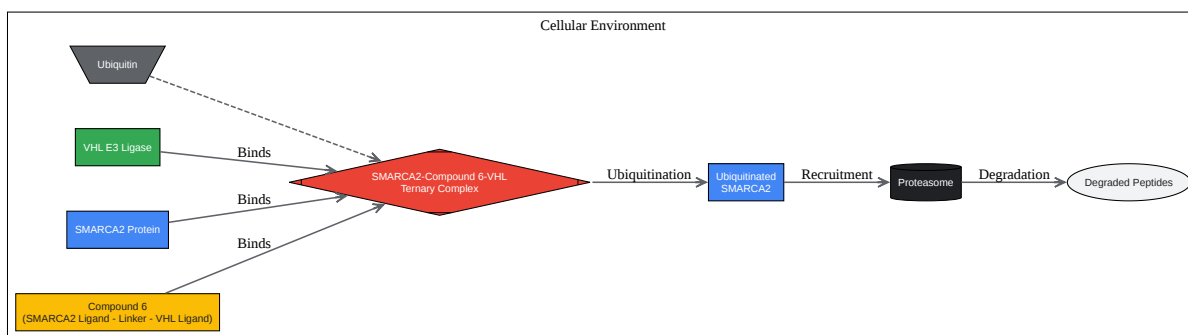 Cellular Environment
Ubiquitin
VHL E3 Ligase
Binds
SMARCA2 Protein
Binds
Compound 6
(SMARCA2 Ligand - Linker - VHL Ligand)
Binds
SMARCA2-Compound 6-VHL
Ternary Complex
Ubiquitination
Ubiquitinated
SMARCA2
Recruitment
Proteasome
Degradation
Degraded Peptides